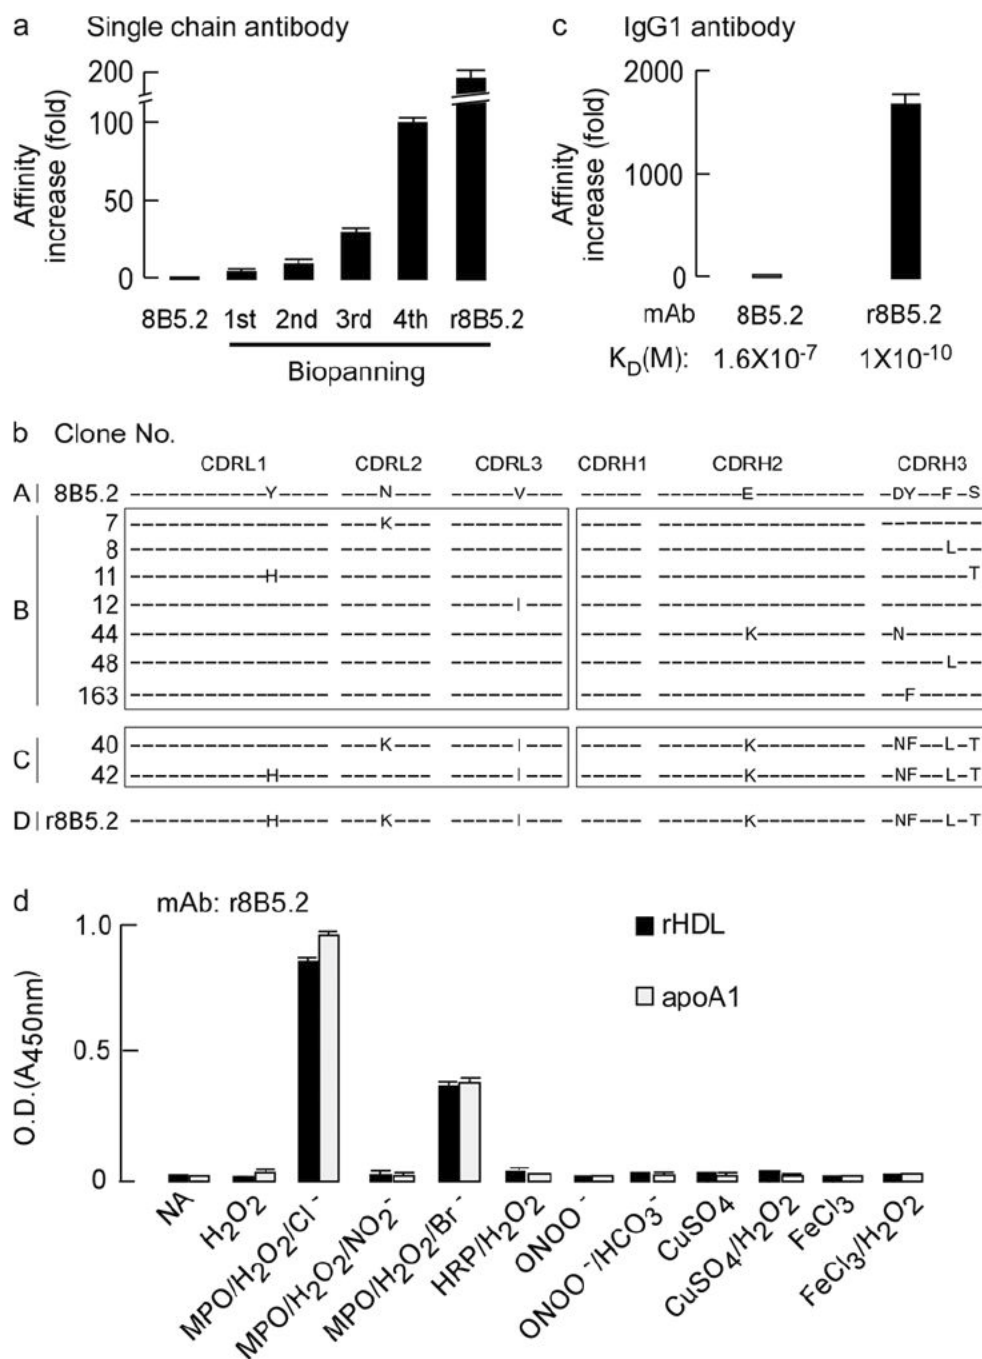 a Single chain antibody
Affinity increase (fold)
200
100
50
0
8B5.2 1st 2nd 3rd 4th r8B5.2
Biopanning
c IgG1 antibody
Affinity increase (fold)
2000
1000
0
mAb 8B5.2 r8B5.2
K_D(M): 1.6X10⁻⁷ 1X10⁻¹⁰
b Clone No.
CDRL1 CDRL2 CDRL3 CDRH1 CDRH2 CDRH3
A 8B5.2 Y N V E DY F S
B
7 K
8 L
11 H T
12 I
44 K N
48 L
163 F
C
40 K I K NF L T
42 H I K NF L T
D r8B5.2 H K I K NF L T
d mAb: r8B5.2
rHDL
apoA1
O.D.(A450nm)
1.0
0.5
0
NA
H₂O₂
MPO/H₂O₂/Cl⁻
MPO/H₂O₂/NO₂⁻
MPO/H₂O₂/Br⁻
HRP/H₂O₂
ONOO⁻
ONOO⁻/HCO₃⁻
CuSO₄
CuSO₄/H₂O₂
FeCl₃
FeCl₃/H₂O₂